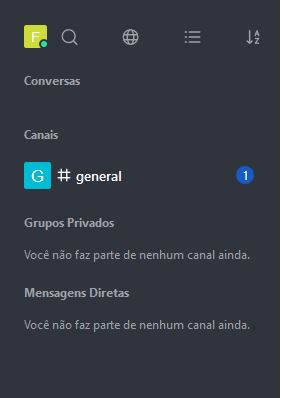 F
Conversas
Canais
G # general 1
Grupos Privados
Você não faz parte de nenhum canal ainda.
Mensagens Diretas
Você não faz parte de nenhum canal ainda.